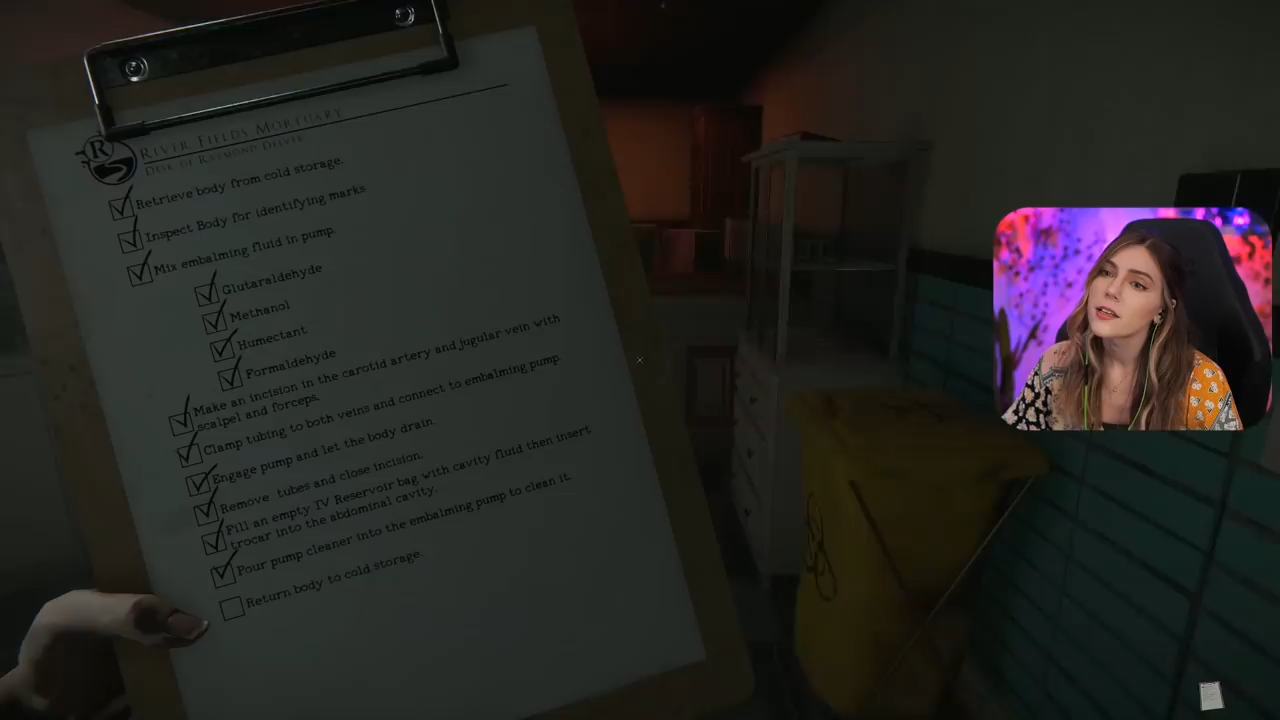 R
RIVER FIELDS MORTUARY
DESK OF RAYMOND DELVER
Retrieve body from cold storage.
Inspect Body for identifying marks
Mix embalming fluid in pump.
Glutaraldehyde
Methanol
Humectant
Formaldehyde
Make an incision in the carotid artery and jugular vein with
scalpel and forceps.
Clamp tubing to both veins and connect to embalming pump.
Engage pump and let the body drain.
Remove tubes and close incision.
Fill an empty IV Reservoir bag with cavity fluid then insert
trocar into the abdominal cavity.
Pour pump cleaner into the embalming pump to clean it.
Return body to cold storage.